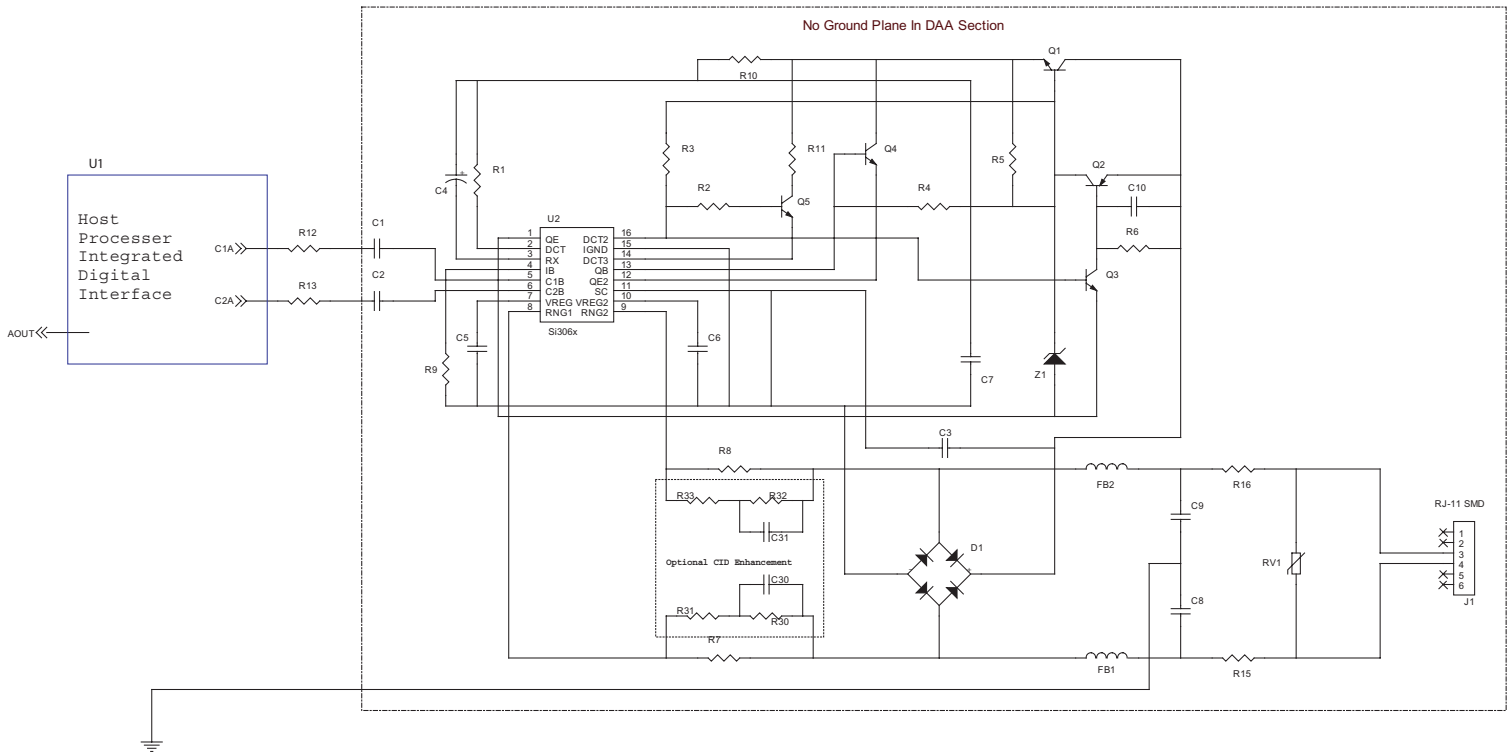 No Ground Plane In DAA Section
Q1
R10
R3
R11
Q4
R5
Q2
U1
C4
R1
R2
R4
C10
Q5
Host
Processer
Integrated
Digital
Interface
C1A
C2A
AOUT
R12
C1
R13
C2
U2
1 QE DCT2 16
2 DCT IGND 15
3 RX DCT3 14
4 IB QB 13
5 C1B QE2 12
6 C2B SC 11
7 VREG VREG2 10
8 RNG1 RNG2 9
Si306x
R6
Q3
C5
C6
R9
Z1
C7
C3
R8
FB2
R16
R33
R32
C31
Optional CID Enhancement
C30
R31
R30
R7
D1
C9
C8
RV1
RJ-11 SMD
1
2
3
4
5
6
J1
FB1
R15